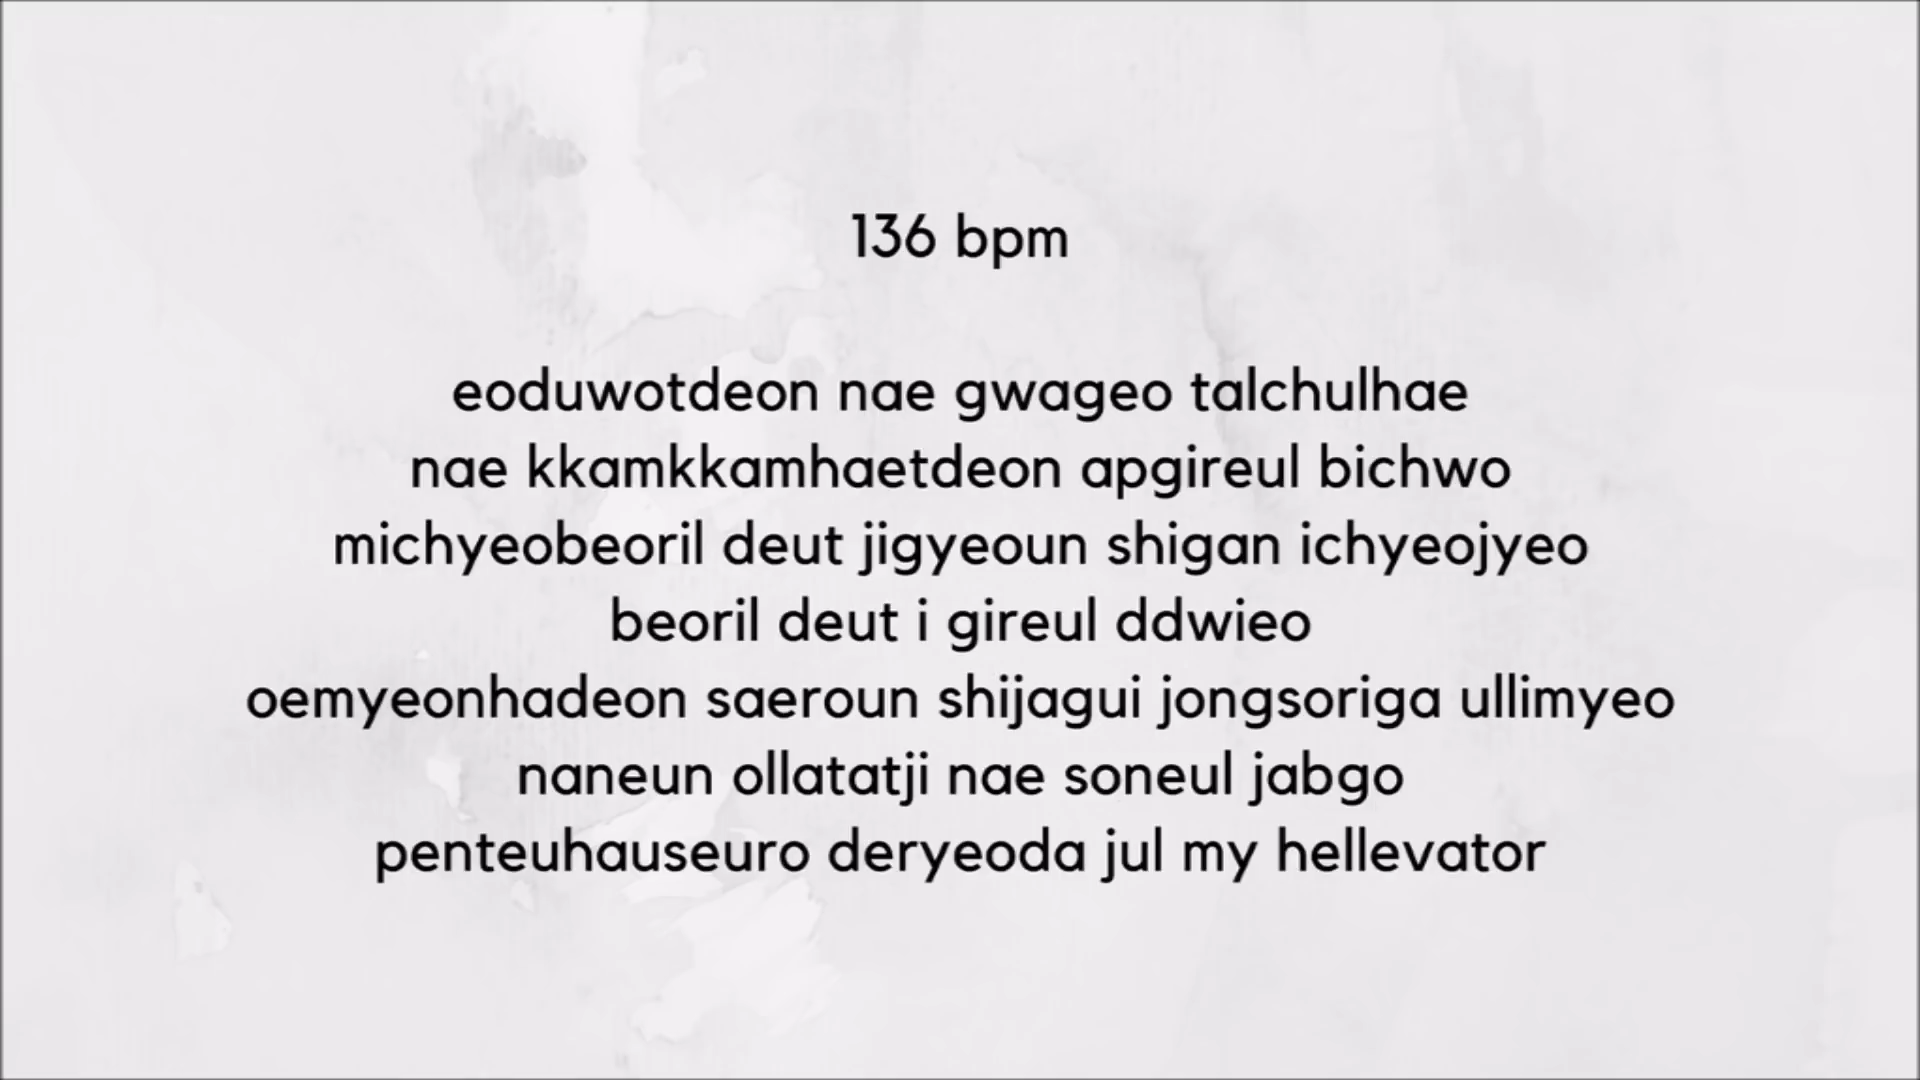 136 bpm
eoduwotdeon nae gwageo talchulhae
nae kkamkkamhaetdeon apgireul bichwo
michyeobeoril deut jigyeoun shigan ichyeojyeo
beoril deut i gireul ddwieo
oemyeonhadeon saeroun shijagui jongsoriga ullimyeo
naneun ollatatji nae soneul jabgo
penteuhauseuro deryeoda jul my hellevator